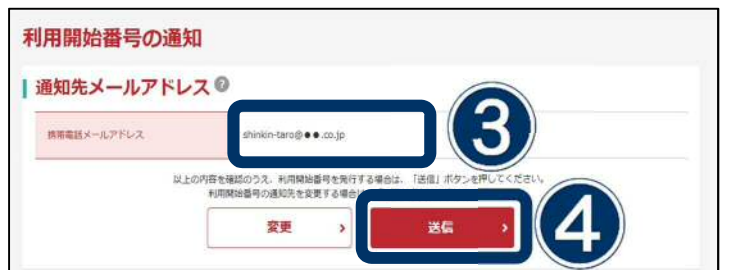 利用開始番号の通知
通知先メールアドレス ?
携帯電話メールアドレス shinkin-taro@●●.co.jp
③
以上の内容を確認のうえ、利用開始番号を発行する場合は、「送信」ボタンを押してください。
利用開始番号の通知先を変更する場合は
変更 >
送信 >
④